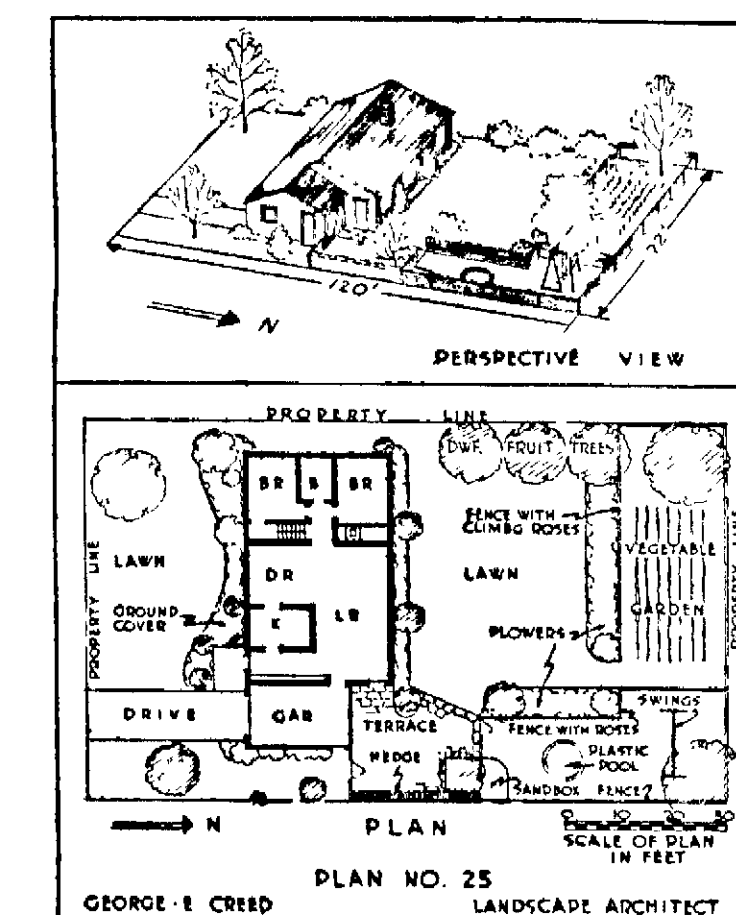 120'
72'
N
PERSPECTIVE VIEW
PROPERTY LINE
DWF. FRUIT TREES
BR B BR
FENCE WITH
CLIMBG ROSES
LAWN
VEGETABLE
DR
LAWN
PROPERTY LINE
PROPERTY LINE
GROUND
COVER
K
LR
GARDEN
FLOWERS
SWINGS
DRIVE
GAR
TERRACE
FENCE WITH ROSES
HEDGE
PLASTIC
POOL
SANDBOX FENCE
N
PLAN
0 10 20 30
SCALE OF PLAN
IN FEET
PLAN NO. 25
GEORGE · E CREED
LANDSCAPE ARCHITECT